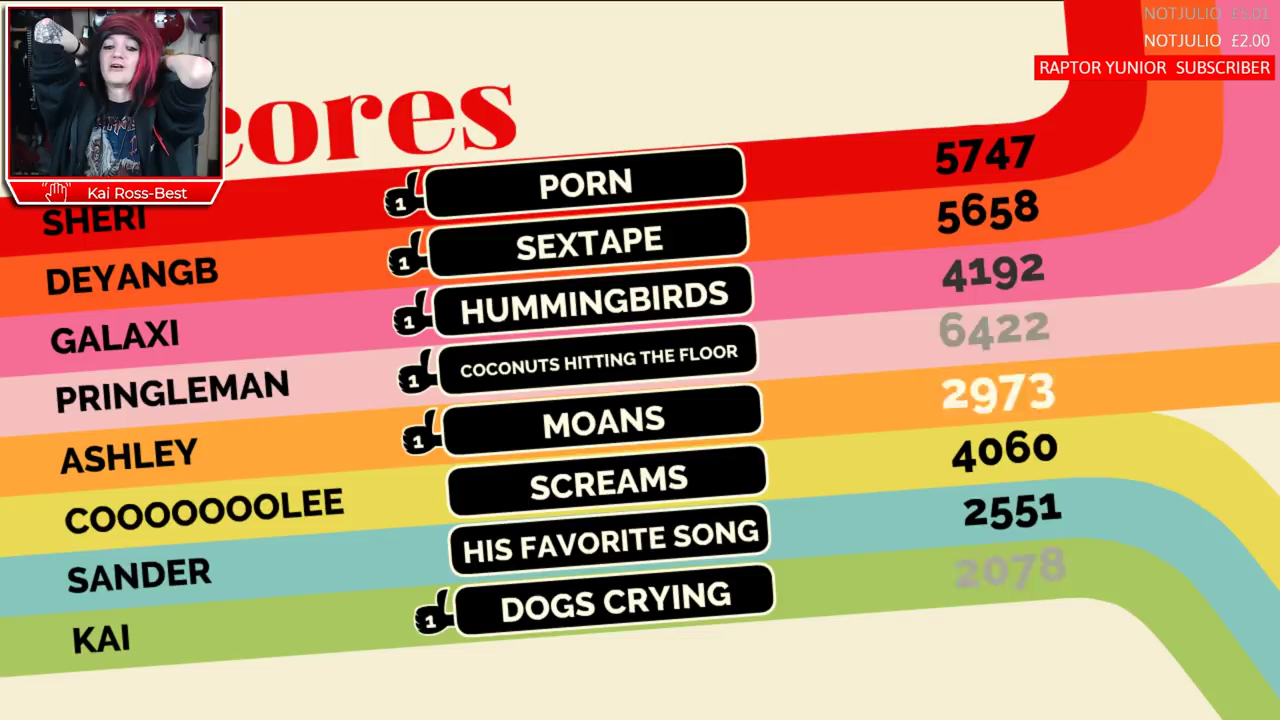 NOTJULIO £5.01
NOTJULIO £2.00
RAPTOR YUNIOR SUBSCRIBER
Kai Ross-Best
cores
SHERI 1 PORN 5747
DEYANGB 1 SEXTAPE 5658
GALAXI 1 HUMMINGBIRDS 4192
PRINGLEMAN 1 COCONUTS HITTING THE FLOOR 6422
ASHLEY 1 MOANS 2973
COOOOOOOLEE SCREAMS 4060
SANDER HIS FAVORITE SONG 2551
KAI 1 DOGS CRYING 2078